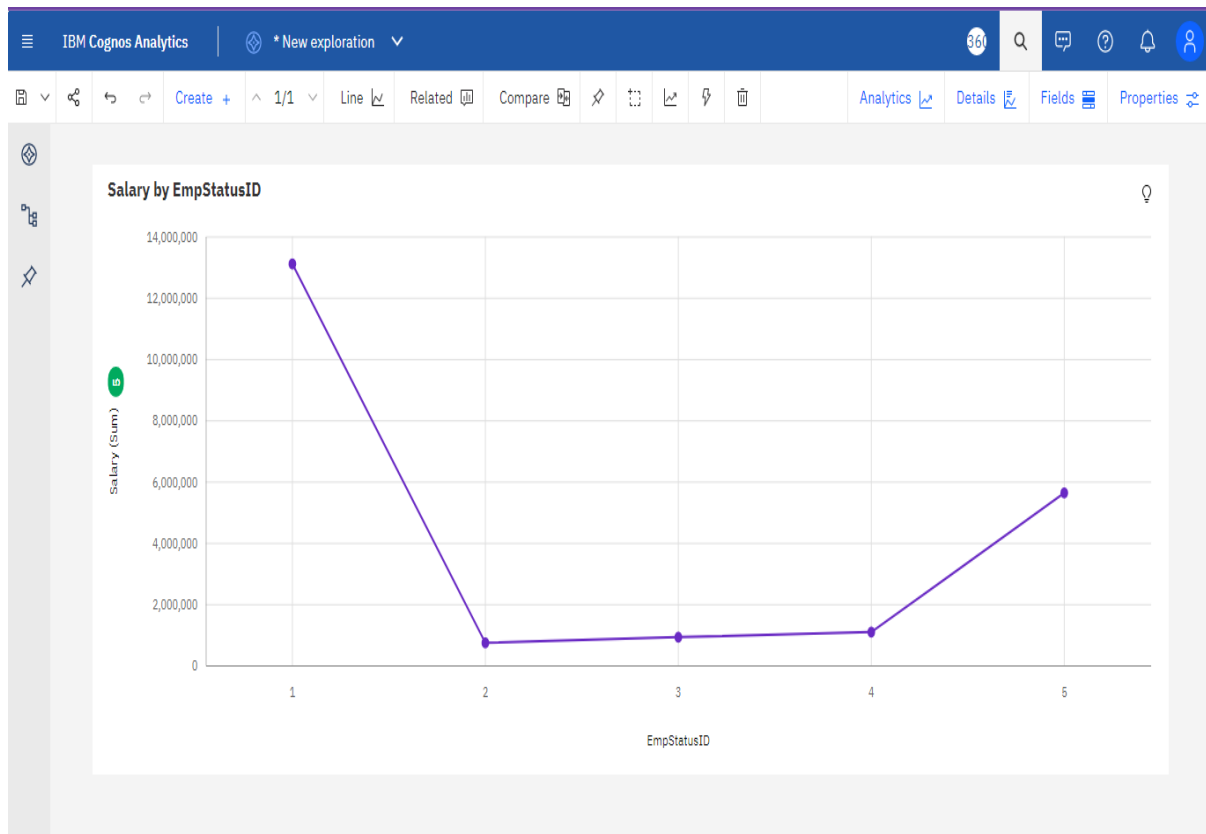 IBM Cognos Analytics * New exploration 360
Create + 1/1 Line Related Compare Analytics Details Fields Properties
Salary by EmpStatusID
14,000,000
12,000,000
10,000,000
8,000,000
6,000,000
4,000,000
2,000,000
0
Salary (Sum) 5
1 2 3 4 5
EmpStatusID